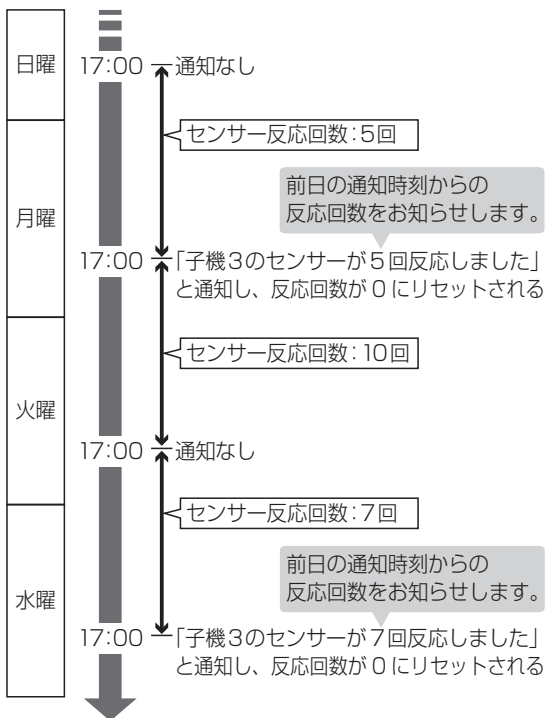 日曜
17:00 通知なし
センサー反応回数:5回
月曜
前日の通知時刻からの
反応回数をお知らせします。
17:00 「子機3のセンサーが5回反応しました」
と通知し、反応回数が0にリセットされる
センサー反応回数:10回
火曜
17:00 通知なし
センサー反応回数:7回
水曜
前日の通知時刻からの
反応回数をお知らせします。
17:00 「子機3のセンサーが7回反応しました」
と通知し、反応回数が0にリセットされる